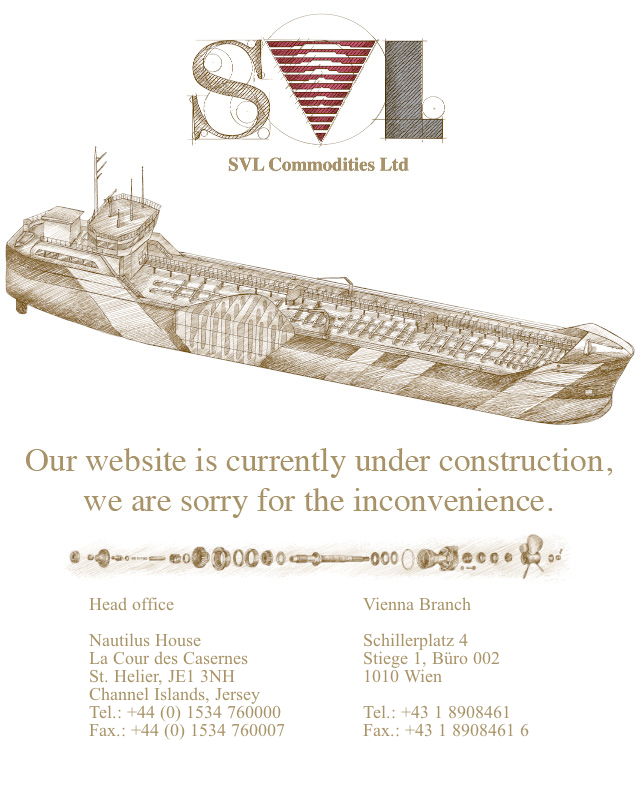 SVL
SVL Commodities Ltd
Our website is currently under construction,
we are sorry for the inconvenience.
Head office
Nautilus House
La Cour des Casernes
St. Helier, JE1 3NH
Channel Islands, Jersey
Tel.: +44 (0) 1534 760000
Fax.: +44 (0) 1534 760007
Vienna Branch
Schillerplatz 4
Stiege 1, Büro 002
1010 Wien
Tel.: +43 1 8908461
Fax.: +43 1 8908461 6